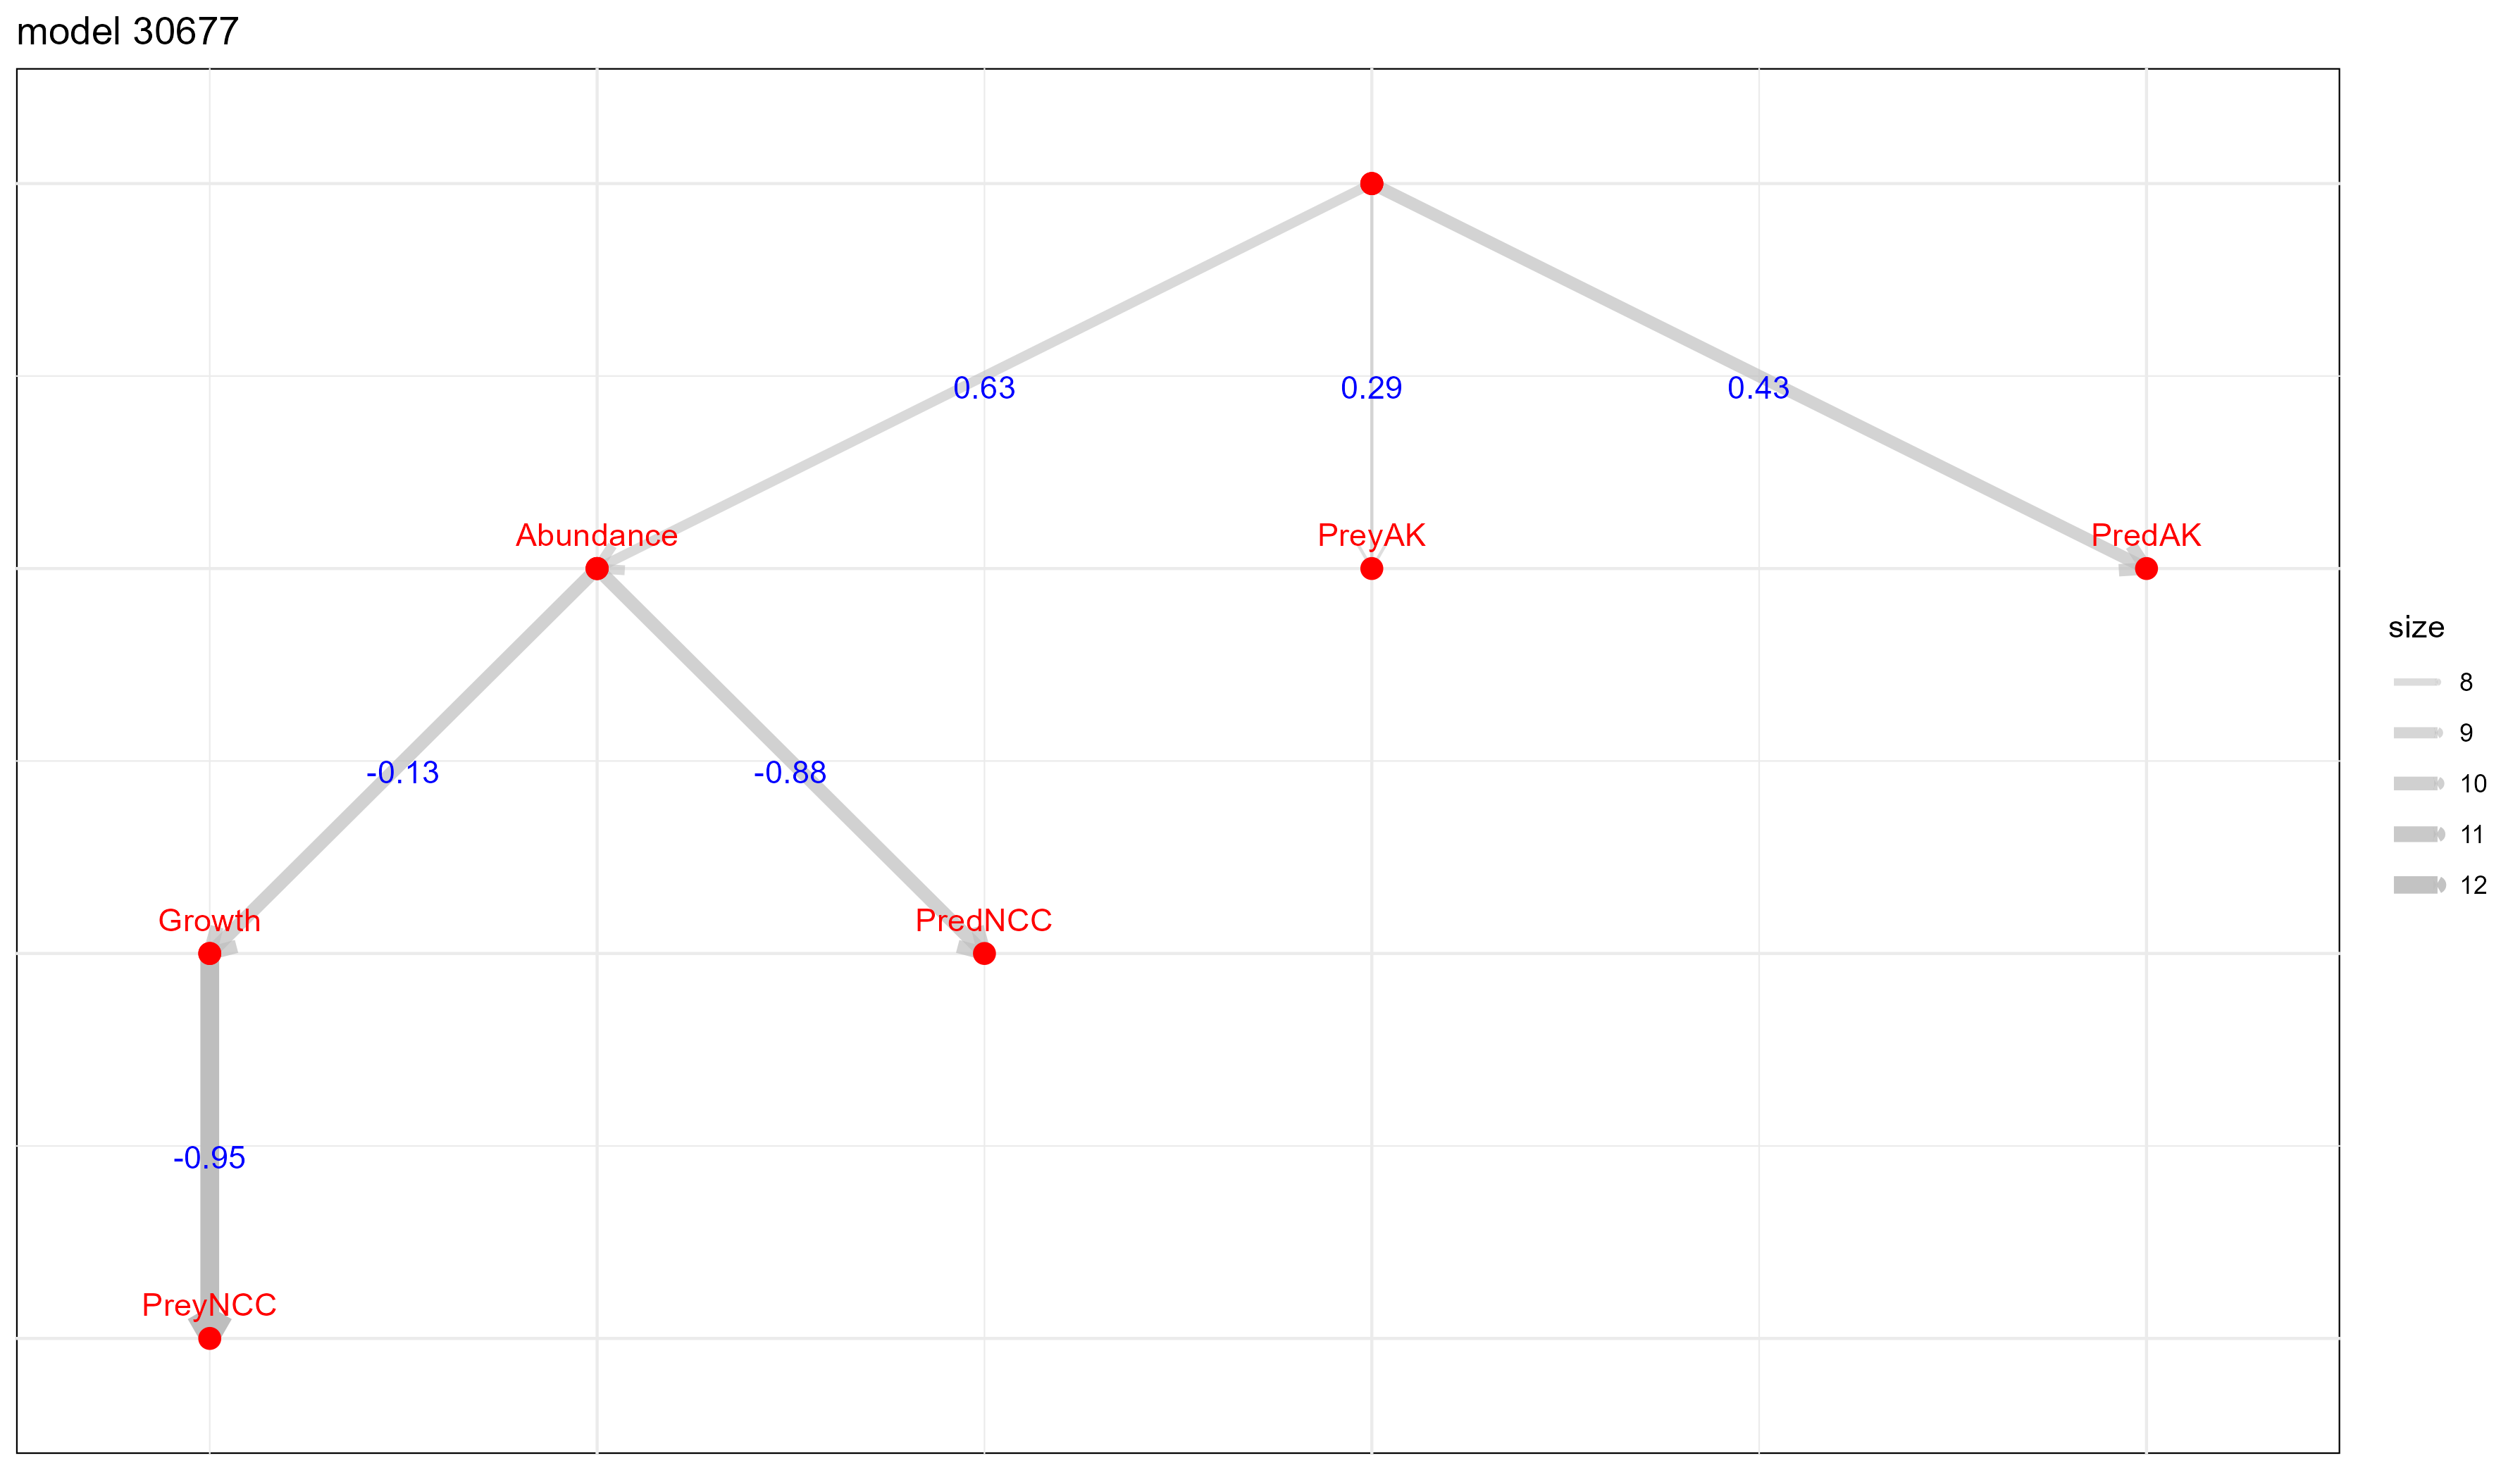 model 30677
0.63
0.29
0.43
Abundance
PreyAK
PredAK
size
8
9
-0.13
-0.88
10
11
12
Growth
PredNCC
-0.95
PreyNCC